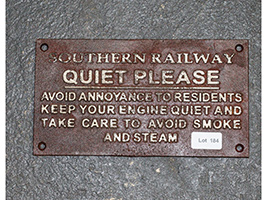 SOUTHERN RAILWAY
QUIET PLEASE
AVOID ANNOYANCE TO RESIDENTS
KEEP YOUR ENGINE QUIET AND
TAKE CARE TO AVOID SMOKE
AND STEAM
Lot 184